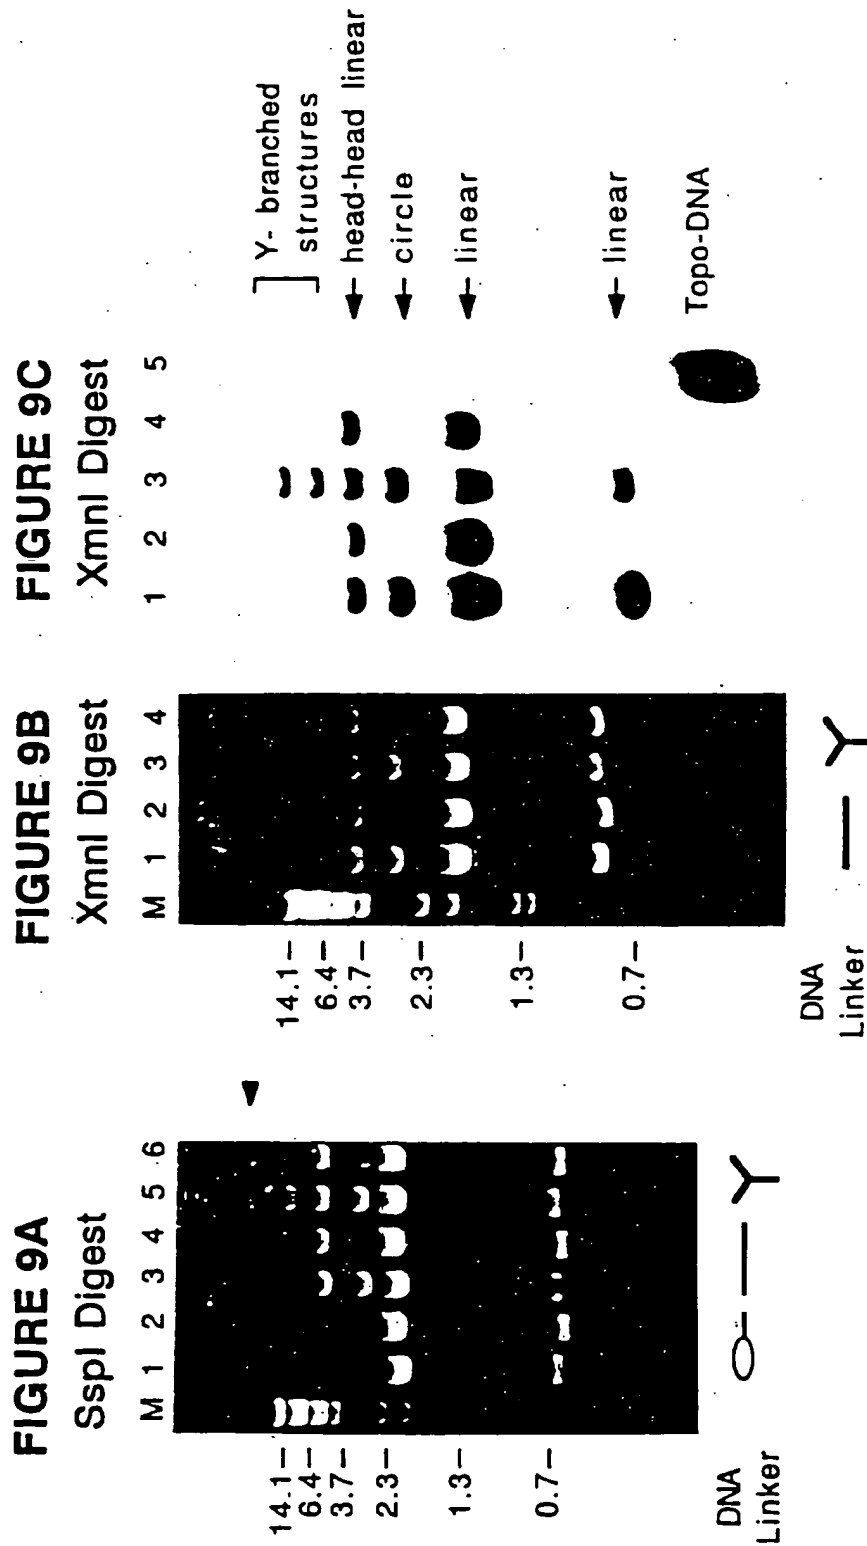 FIGURE 9A
SspI Digest
M 1 2 3 4 5 6
14.1
6.4
3.7
2.3
1.3
0.7
DNA
Linker
FIGURE 9B
XmnI Digest
M 1 2 3 4
14.1
6.4
3.7
2.3
1.3
0.7
DNA
Linker
FIGURE 9C
XmnI Digest
1 2 3 4 5
Y- branched
structures
head-head linear
circle
linear
linear
Topo-DNA